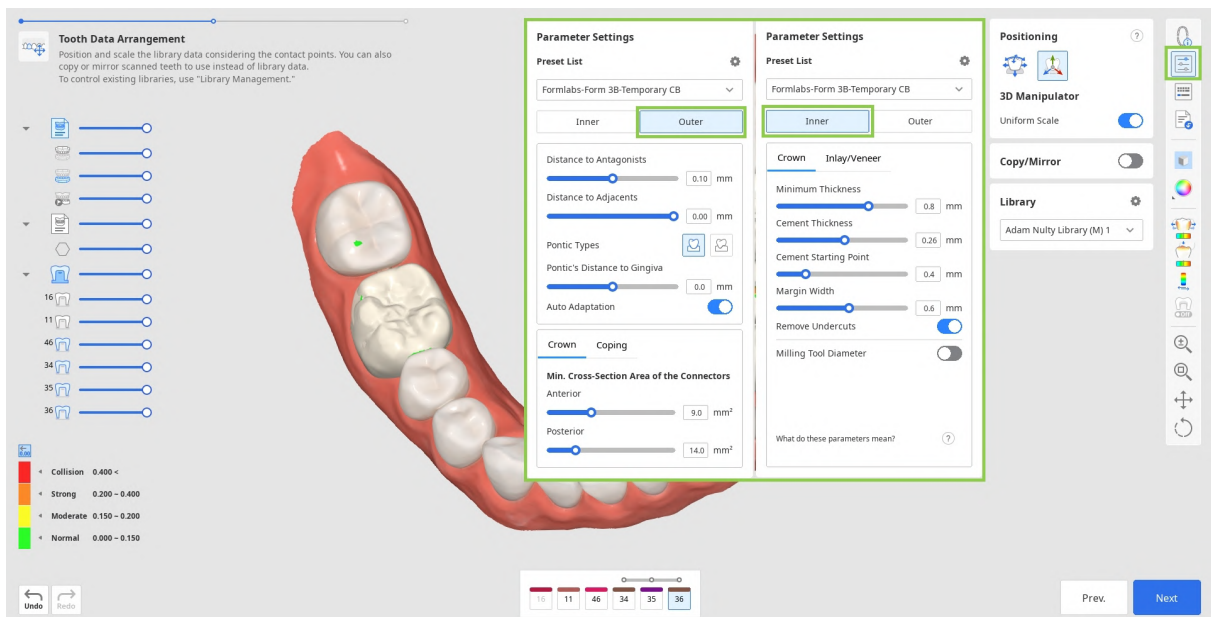 Tooth Data Arrangement
Position and scale the library data considering the contact points. You can also
copy or mirror scanned teeth to use instead of library data.
To control existing libraries, use "Library Management."
16
11
46
34
35
36
0.00
Collision 0.400 <
Strong 0.200 – 0.400
Moderate 0.150 – 0.200
Normal 0.000 – 0.150
Undo Redo
Parameter Settings
Preset List
Formlabs-Form 3B-Temporary CB
Inner Outer
Distance to Antagonists
0.10 mm
Distance to Adjacents
0.00 mm
Pontic Types
Pontic's Distance to Gingiva
0.0 mm
Auto Adaptation
Crown Coping
Min. Cross-Section Area of the Connectors
Anterior
9.0 mm²
Posterior
14.0 mm²
Parameter Settings
Preset List
Formlabs-Form 3B-Temporary CB
Inner Outer
Crown Inlay/Veneer
Minimum Thickness
0.8 mm
Cement Thickness
0.26 mm
Cement Starting Point
0.4 mm
Margin Width
0.6 mm
Remove Undercuts
Milling Tool Diameter
What do these parameters mean? ?
Positioning ?
3D Manipulator
Uniform Scale
Copy/Mirror
Library
Adam Nulty Library (M) 1
16 11 46 34 35 36
Prev. Next